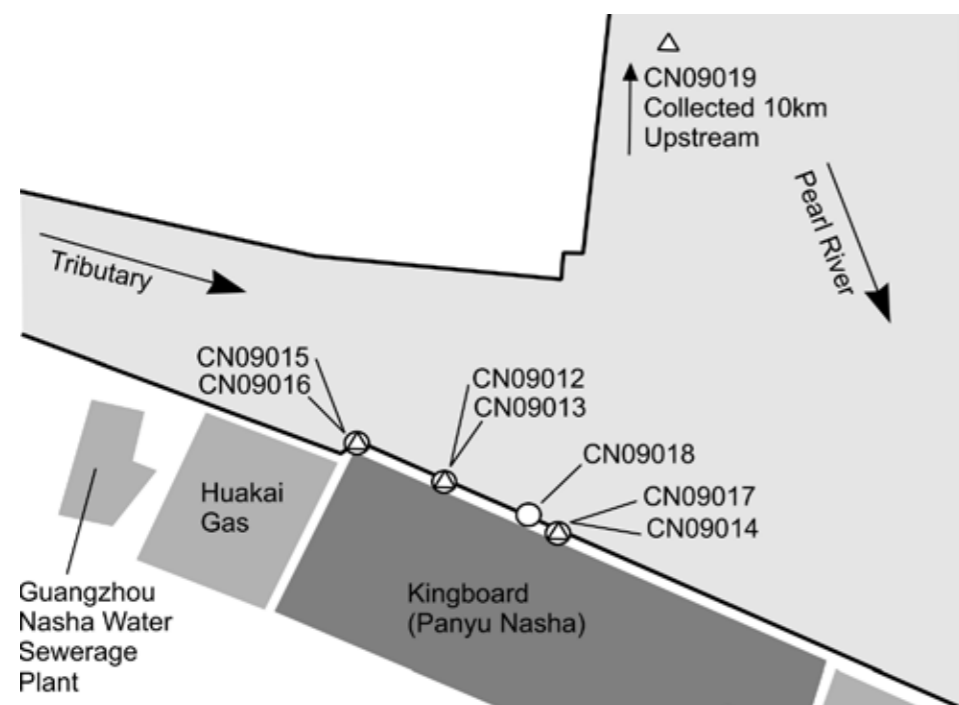 CN09019
Collected 10km
Upstream
Pearl River
Tributary
CN09015
CN09016
CN09012
CN09013
CN09018
CN09017
CN09014
Huakai
Gas
Kingboard
(Panyu Nasha)
Guangzhou
Nasha Water
Sewerage
Plant